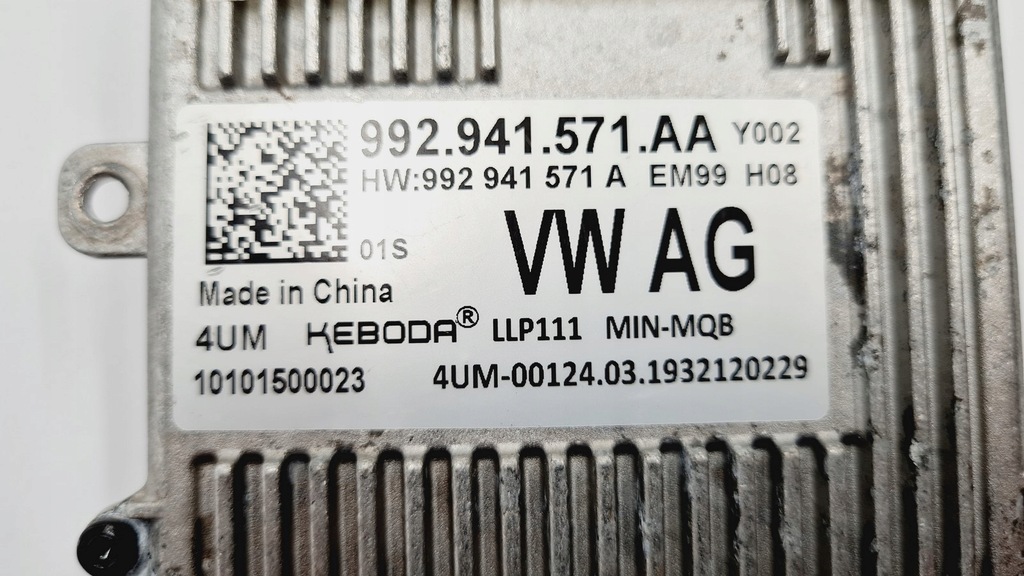 992.941.571.AA Y002
HW:992 941 571 A EM99 H08
01S
VW AG
Made in China
4UM KEBODA® LLP111 MIN-MQB
10101500023 4UM-00124.03.1932120229